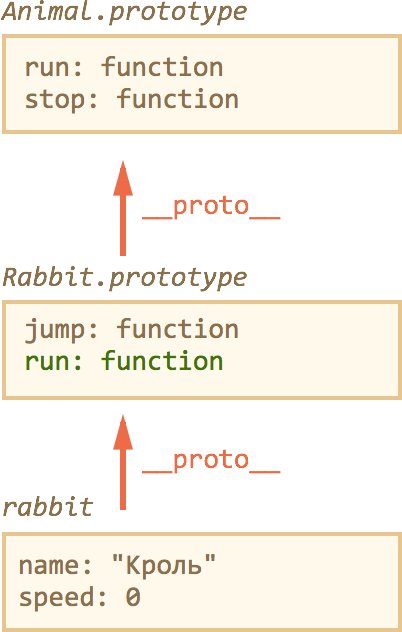 Animal.prototype
run: function
stop: function
__proto__
Rabbit.prototype
jump: function
run: function
__proto__
rabbit
name: "Кроль"
speed: 0